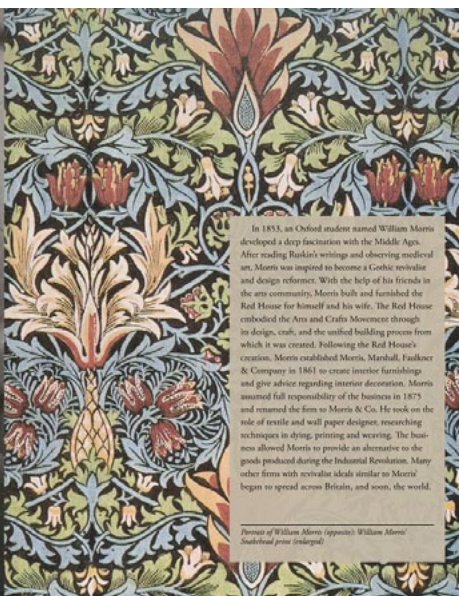 In 1853, an Oxford student named William Morris
developed a deep fascination with the Middle Ages.
After reading Ruskin's writings and observing medieval
art, Morris was inspired to become a Gothic revivalist
and design reformer. With the help of his friends in
the arts community, Morris built and furnished the
Red House for himself and his wife. The Red House
embodied the Arts and Crafts Movement through
its design, craft, and the unified building process from
which it was created. Following the Red House's
creation, Morris established Morris, Marshall, Faulkner
& Company in 1861 to create interior furnishings
and give advice regarding interior decoration. Morris
assumed full responsibility of the business in 1875
and renamed the firm to Morris & Co. He took on the
role of textile and wall paper designer, researching
techniques in dying, printing and weaving. The busi-
ness allowed Morris to provide an alternative to the
goods produced during the Industrial Revolution. Many
other firms with revivalist ideals similar to Morris'
began to spread across Britain, and soon, the world.
Portrait of William Morris (opposite); William Morris'
Snakehead print (enlarged)